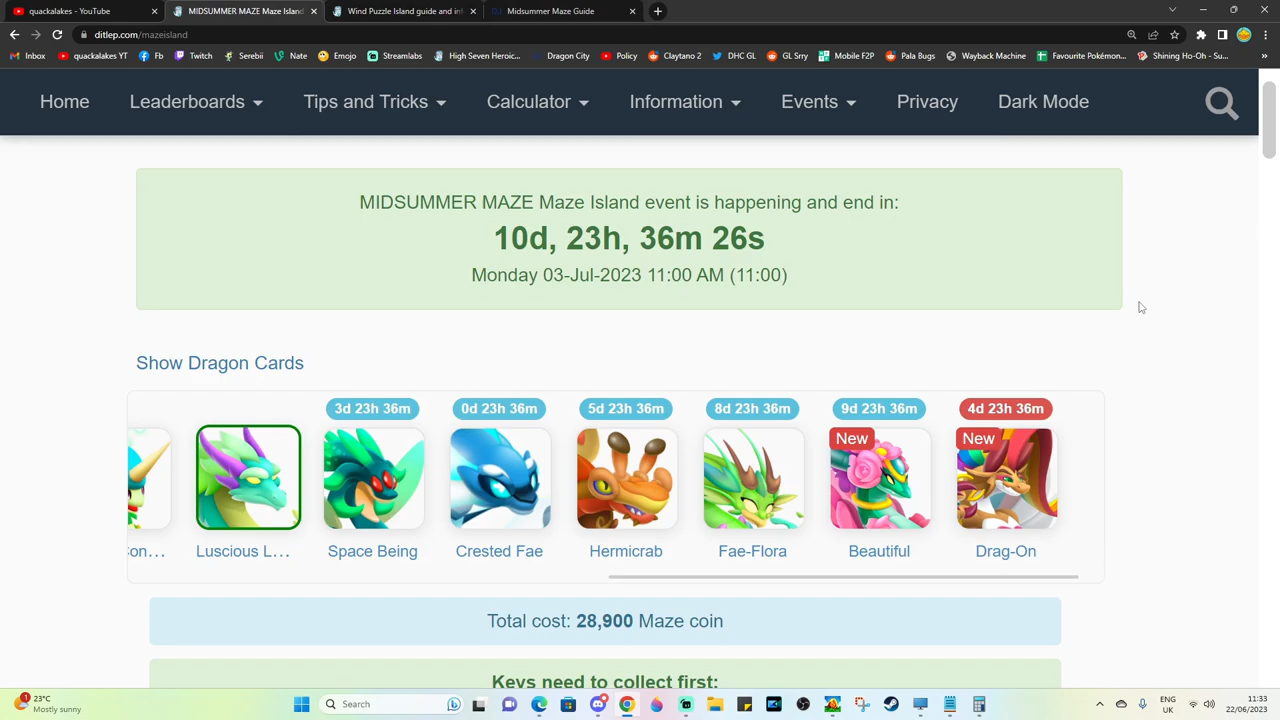 quackalakes - YouTube
MIDSUMMER MAZE Maze Island
Wind Puzzle Island guide and inf
Midsummer Maze Guide
ditlep.com/mazeisland
Inbox quackalakes YT Fb Twitch Serebii Nate Emojo Streamlabs High Seven Heroic... Dragon City Policy Claytano 2 DHC GL Mobile F2P GL Srry Pala Bugs Wayback Machine Favourite Pokémon... Shining Ho-Oh - Su...
Home Leaderboards Tips and Tricks Calculator Information Events Privacy Dark Mode
MIDSUMMER MAZE Maze Island event is happening and end in:
10d, 23h, 36m 26s
Monday 03-Jul-2023 11:00 AM (11:00)
Show Dragon Cards
3d 23h 36m 0d 23h 36m 5d 23h 36m 8d 23h 36m 9d 23h 36m 4d 23h 36m
New New
Con... Luscious L... Space Being Crested Fae Hermicrab Fae-Flora Beautiful Drag-On
Total cost: 28,900 Maze coin
Keys need to collect first:
1 23°C
Mostly sunny
Search
ENG
UK
11:33
22/06/2023